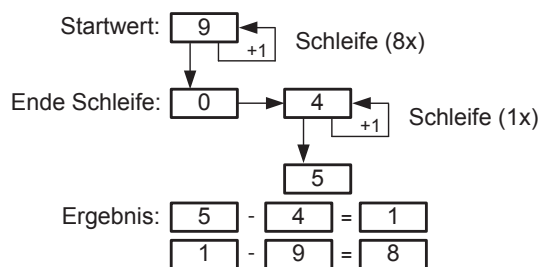 Startwert: 9
+1 Schleife (8x)
Ende Schleife: 0 4
+1 Schleife (1x)
5
Ergebnis: 5 - 4 = 1
1 - 9 = 8